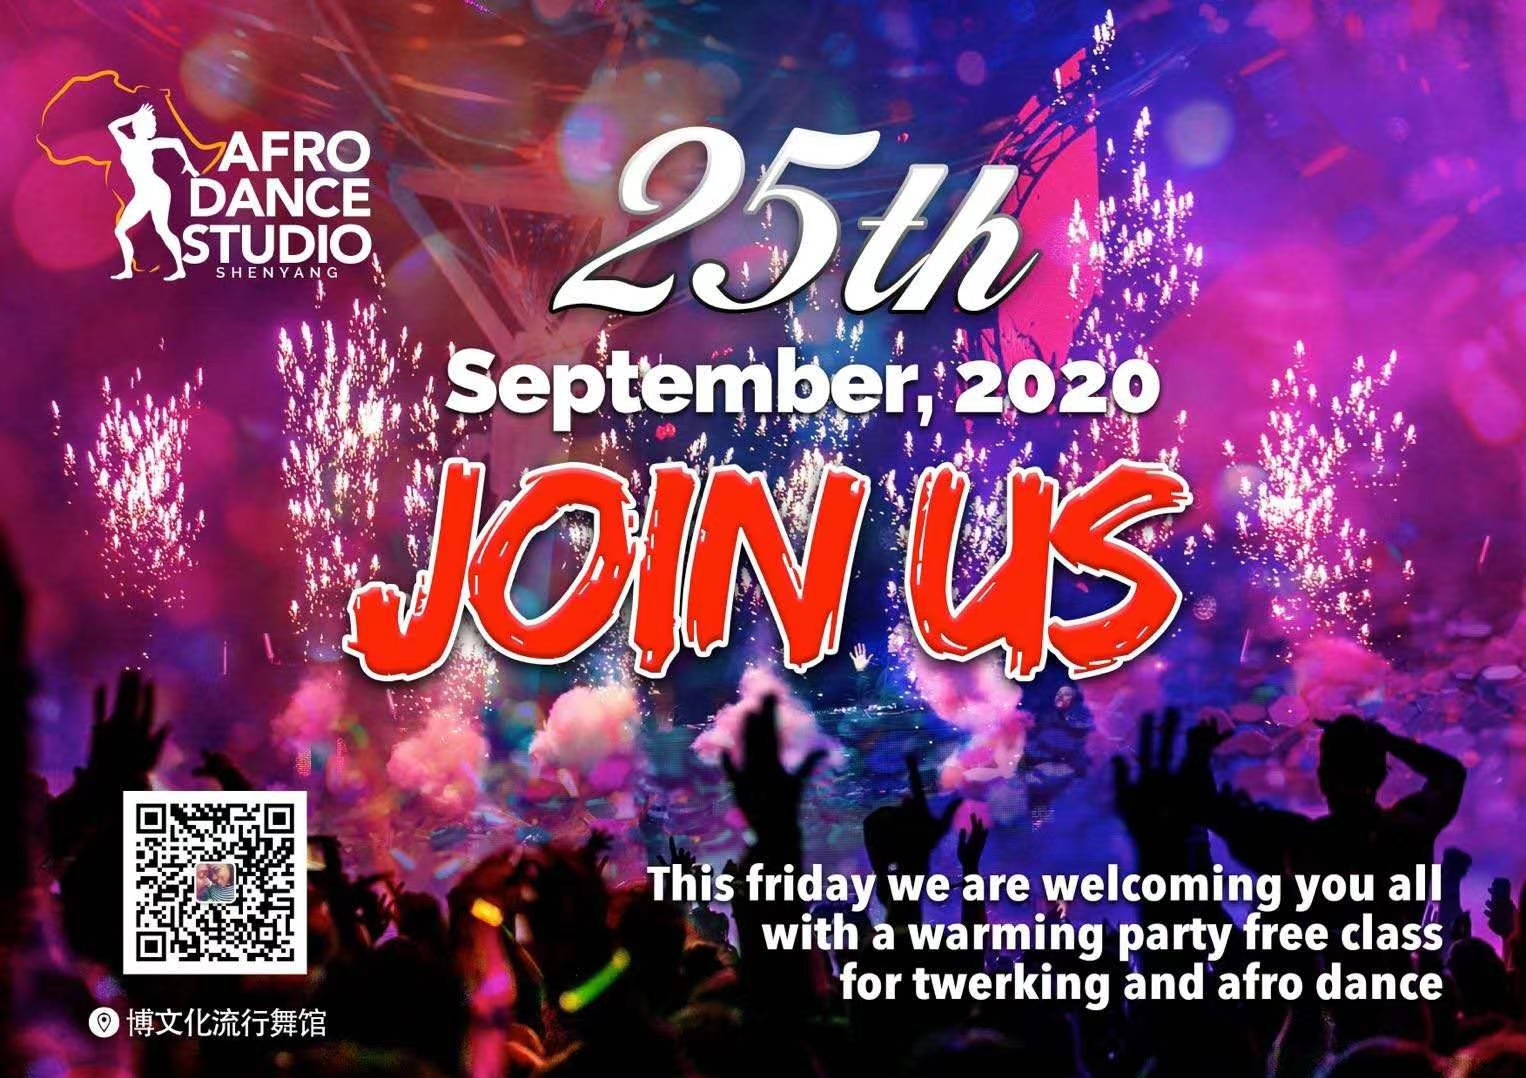 AFRO
DANCE
STUDIO
SHENYANG
25th
September, 2020
JOIN US
This friday we are welcoming you all
with a warming party free class
for twerking and afro dance
博文化流行舞馆